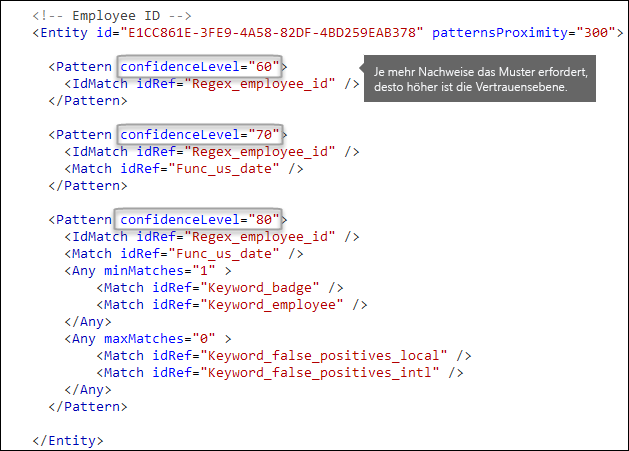 <!-- Employee ID -->
<Entity id="E1CC861E-3FE9-4A58-82DF-4BD259EAB378" patternsProximity="300">
<Pattern confidenceLevel="60">
Je mehr Nachweise das Muster erfordert,
desto höher ist die Vertrauensebene.
<IdMatch idRef="Regex_employee_id" />
</Pattern>
<Pattern confidenceLevel="70">
<IdMatch idRef="Regex_employee_id" />
<Match idRef="Func_us_date" />
</Pattern>
<Pattern confidenceLevel="80">
<IdMatch idRef="Regex_employee_id" />
<Match idRef="Func_us_date" />
<Any minMatches="1" >
<Match idRef="Keyword_badge" />
<Match idRef="Keyword_employee" />
</Any>
<Any maxMatches="0" >
<Match idRef="Keyword_false_positives_local" />
<Match idRef="Keyword_false_positives_intl" />
</Any>
</Pattern>
</Entity>